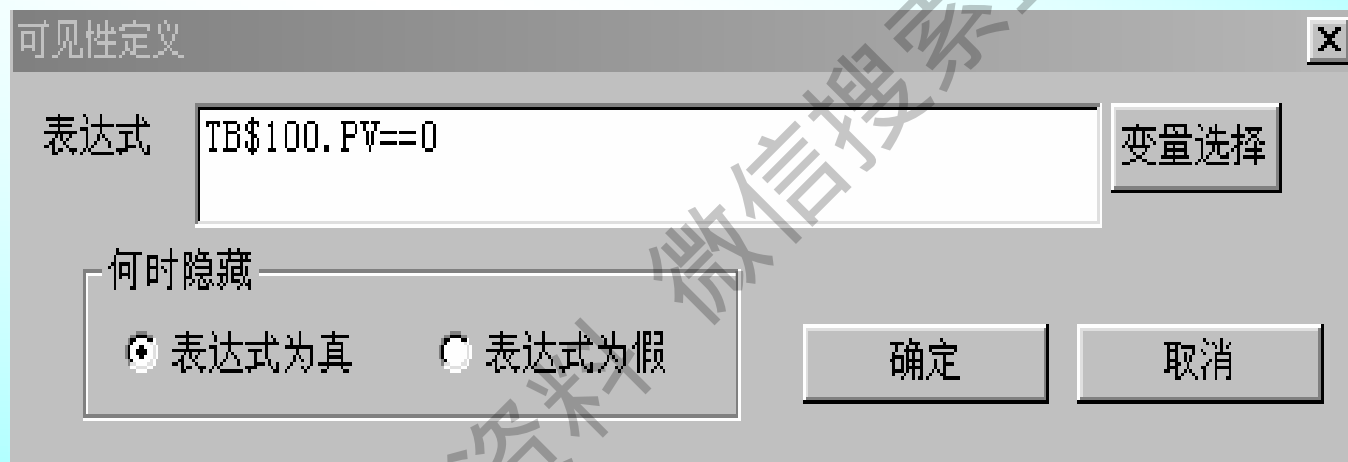 可见性定义
表达式
TB$100.PV==0
变量选择
何时隐藏
表达式为真
表达式为假
确定
取消
资料 微信搜索